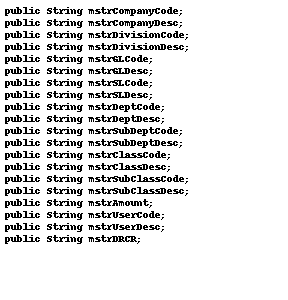 public String mstrCompanyCode;
public String mstrCompanyDesc;
public String mstrDivisionCode;
public String mstrDivisionDesc;
public String mstrGLCode;
public String mstrGLDesc;
public String mstrSLCode;
public String mstrSLDesc;
public String mstrDeptCode;
public String mstrDeptDesc;
public String mstrSubDeptCode;
public String mstrSubDeptDesc;
public String mstrClassCode;
public String mstrClassDesc;
public String mstrSubClassCode;
public String mstrSubClassDesc;
public String mstrAmount;
public String mstrUserCode;
public String mstrUserDesc;
public String mstrDRCR;